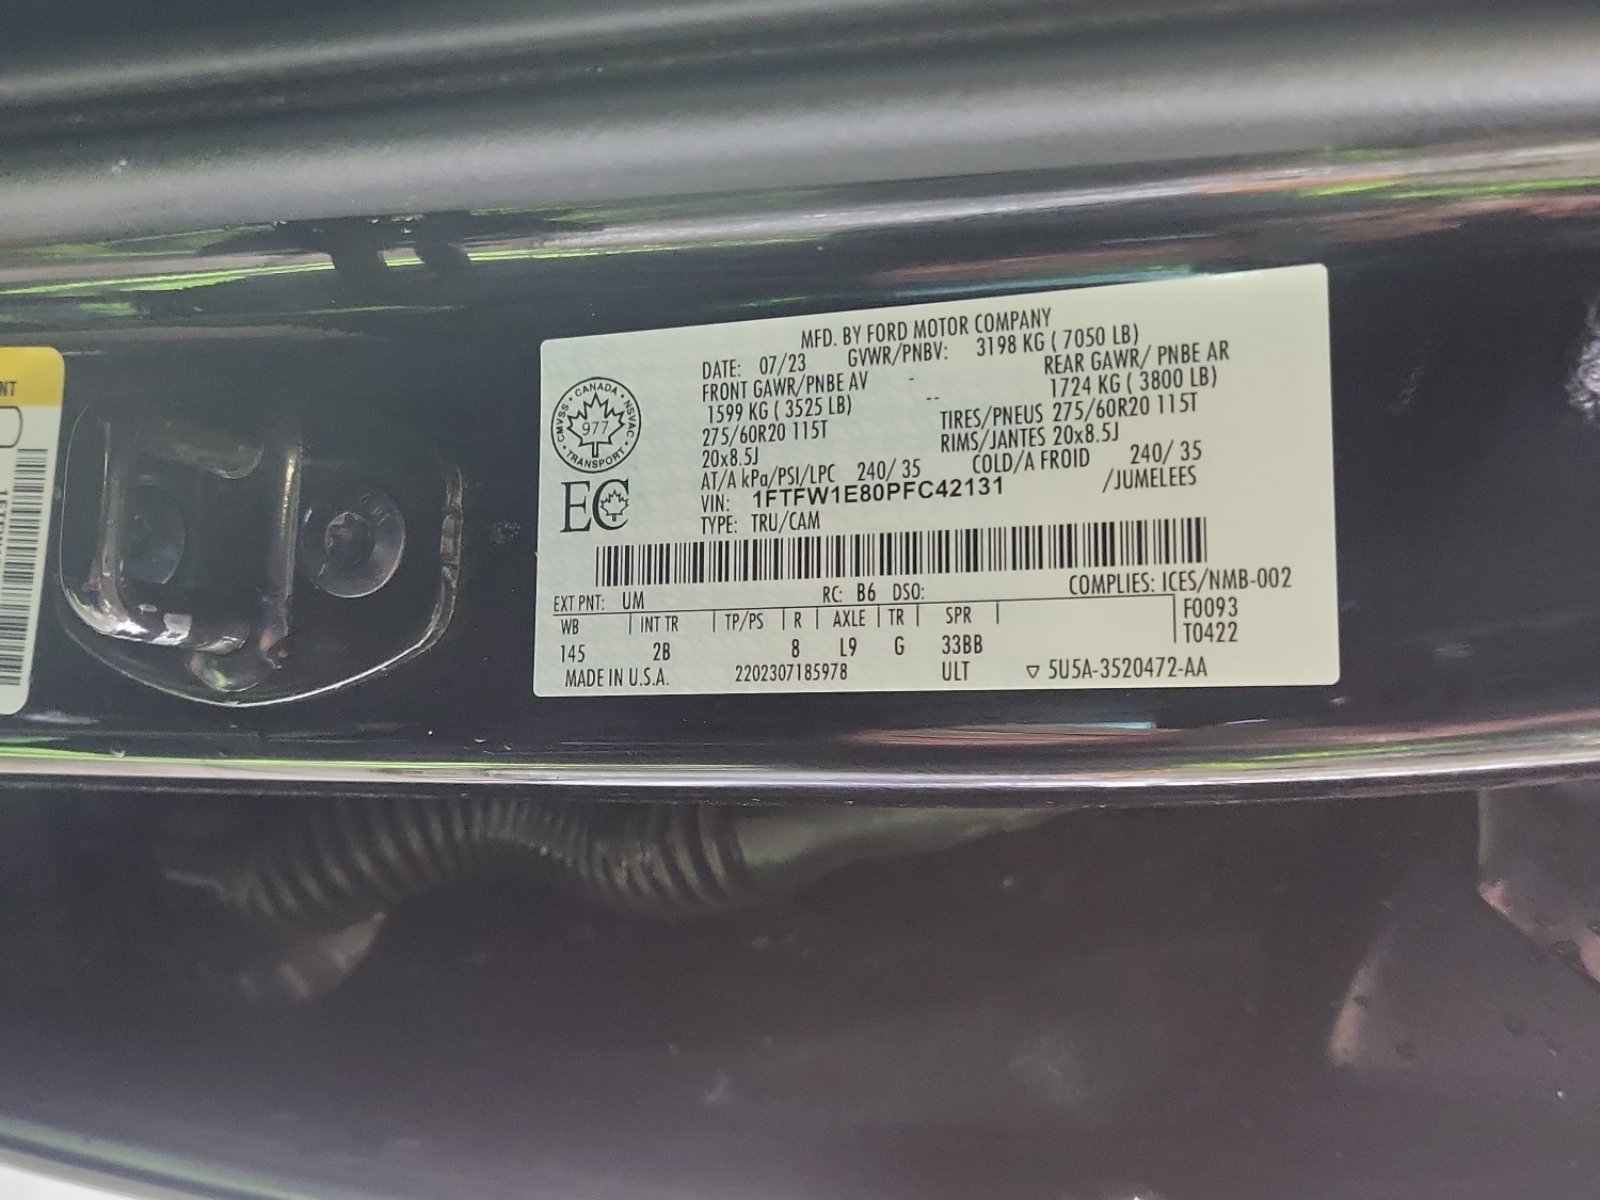 NT
MFD. BY FORD MOTOR COMPANY
DATE: 07/23 GVWR/PNBV: 3198 KG ( 7050 LB)
FRONT GAWR/PNBE AV - REAR GAWR/ PNBE AR
1599 KG ( 3525 LB) -- 1724 KG ( 3800 LB)
275/60R20 115T TIRES/PNEUS 275/60R20 115T
20x8.5J RIMS/JANTES 20x8.5J
AT/A kPa/PSI/LPC 240/ 35 COLD/A FROID 240/ 35
VIN: 1FTFW1E80PFC42131 /JUMELEES
TYPE: TRU/CAM
CANADA
CMVSS NSVAC
977
TRANSPORT
EC
EXT PNT: UM RC: B6 DSO: COMPLIES: ICES/NMB-002
WB | INT TR | TP/PS | R | AXLE | TR | SPR | F0093
145 2B 8 L9 G 33BB T0422
MADE IN U.S.A. 2202307185978 ULT ▽ 5U5A-3520472-AA